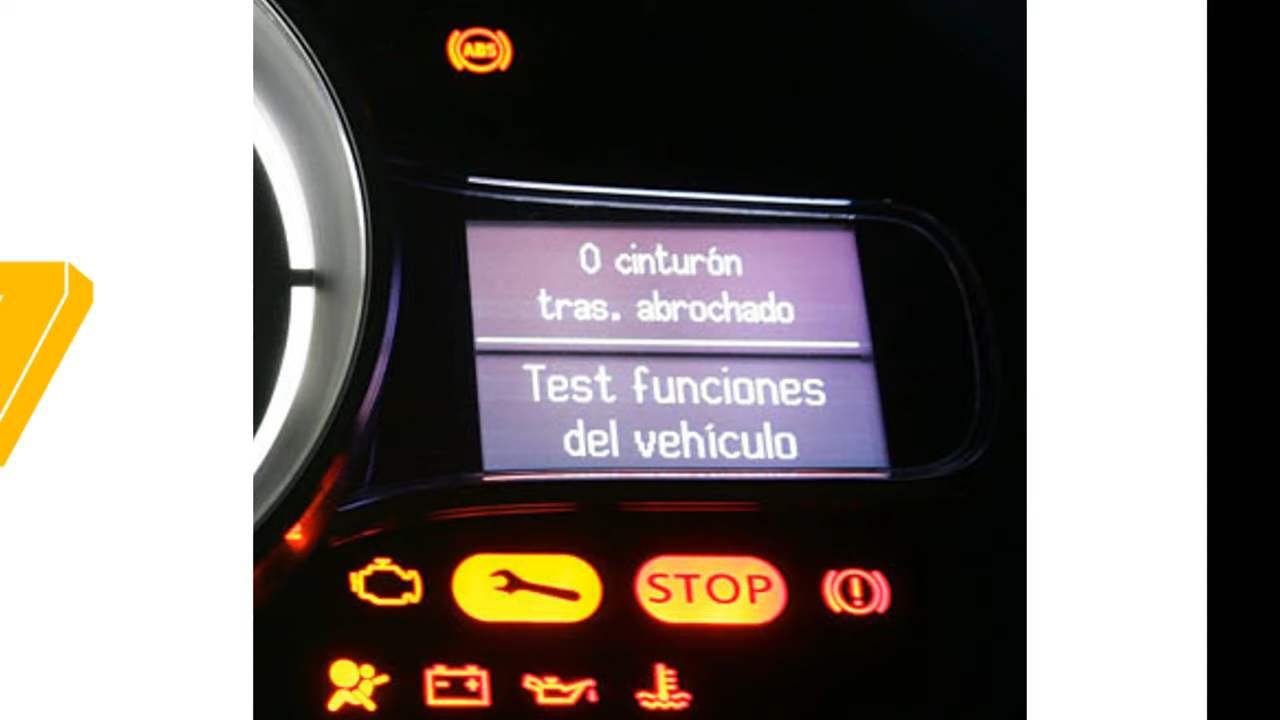 ABS
0 cinturón
tras. abrochado
Test funciones
del vehículo
STOP